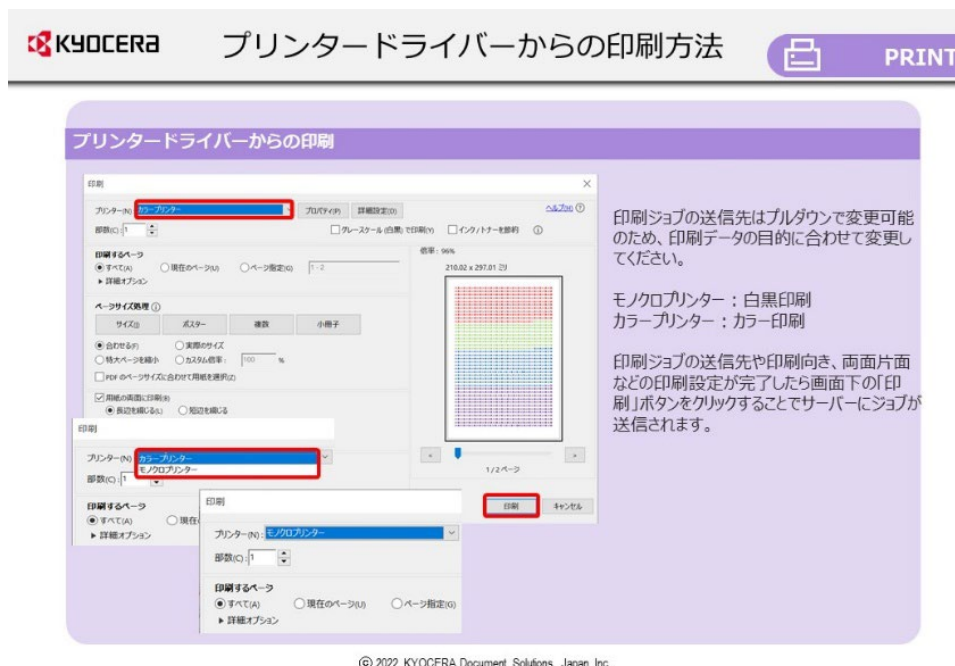 KYOCERA
プリンタードライバーからの印刷方法
PRINT
プリンタードライバーからの印刷
印刷
プリンター(N): カラープリンター
プロパティ(P)
詳細設定(D)
ヘルプ(H)
部数(C): 1
グレースケール (白黒) で印刷(Y)
インク/トナーを節約
印刷するページ
すべて(A)
現在のページ(U)
ページ指定(G)
1 - 2
詳細オプション
ページサイズ処理
サイズ(I)
ポスター
複数
小冊子
合わせる(F)
実際のサイズ
特大ページを縮小
カスタム倍率:
100
%
PDF のページサイズに合わせて用紙を選択(Z)
用紙の両面に印刷(B)
長辺を綴じる(L)
短辺を綴じる
倍率: 96%
210.02 x 297.01 ミリ
<
>
1/2 ページ
印刷
キャンセル
印刷
プリンター(N): カラープリンター
モノクロプリンター
部数(C): 1
印刷するページ
すべて(A)
現在
詳細オプション
印刷
プリンター(N): モノクロプリンター
部数(C): 1
印刷するページ
すべて(A)
現在のページ(U)
ページ指定(G)
詳細オプション
印刷ジョブの送信先はプルダウンで変更可能
のため、印刷データの目的に合わせて変更し
てください。
モノクロプリンター:白黒印刷
カラープリンター:カラー印刷
印刷ジョブの送信先や印刷向き、両面片面
などの印刷設定が完了したら画面下の「印
刷」ボタンをクリックすることでサーバーにジョブが
送信されます。
© 2022 KYOCERA Document Solutions Japan Inc.